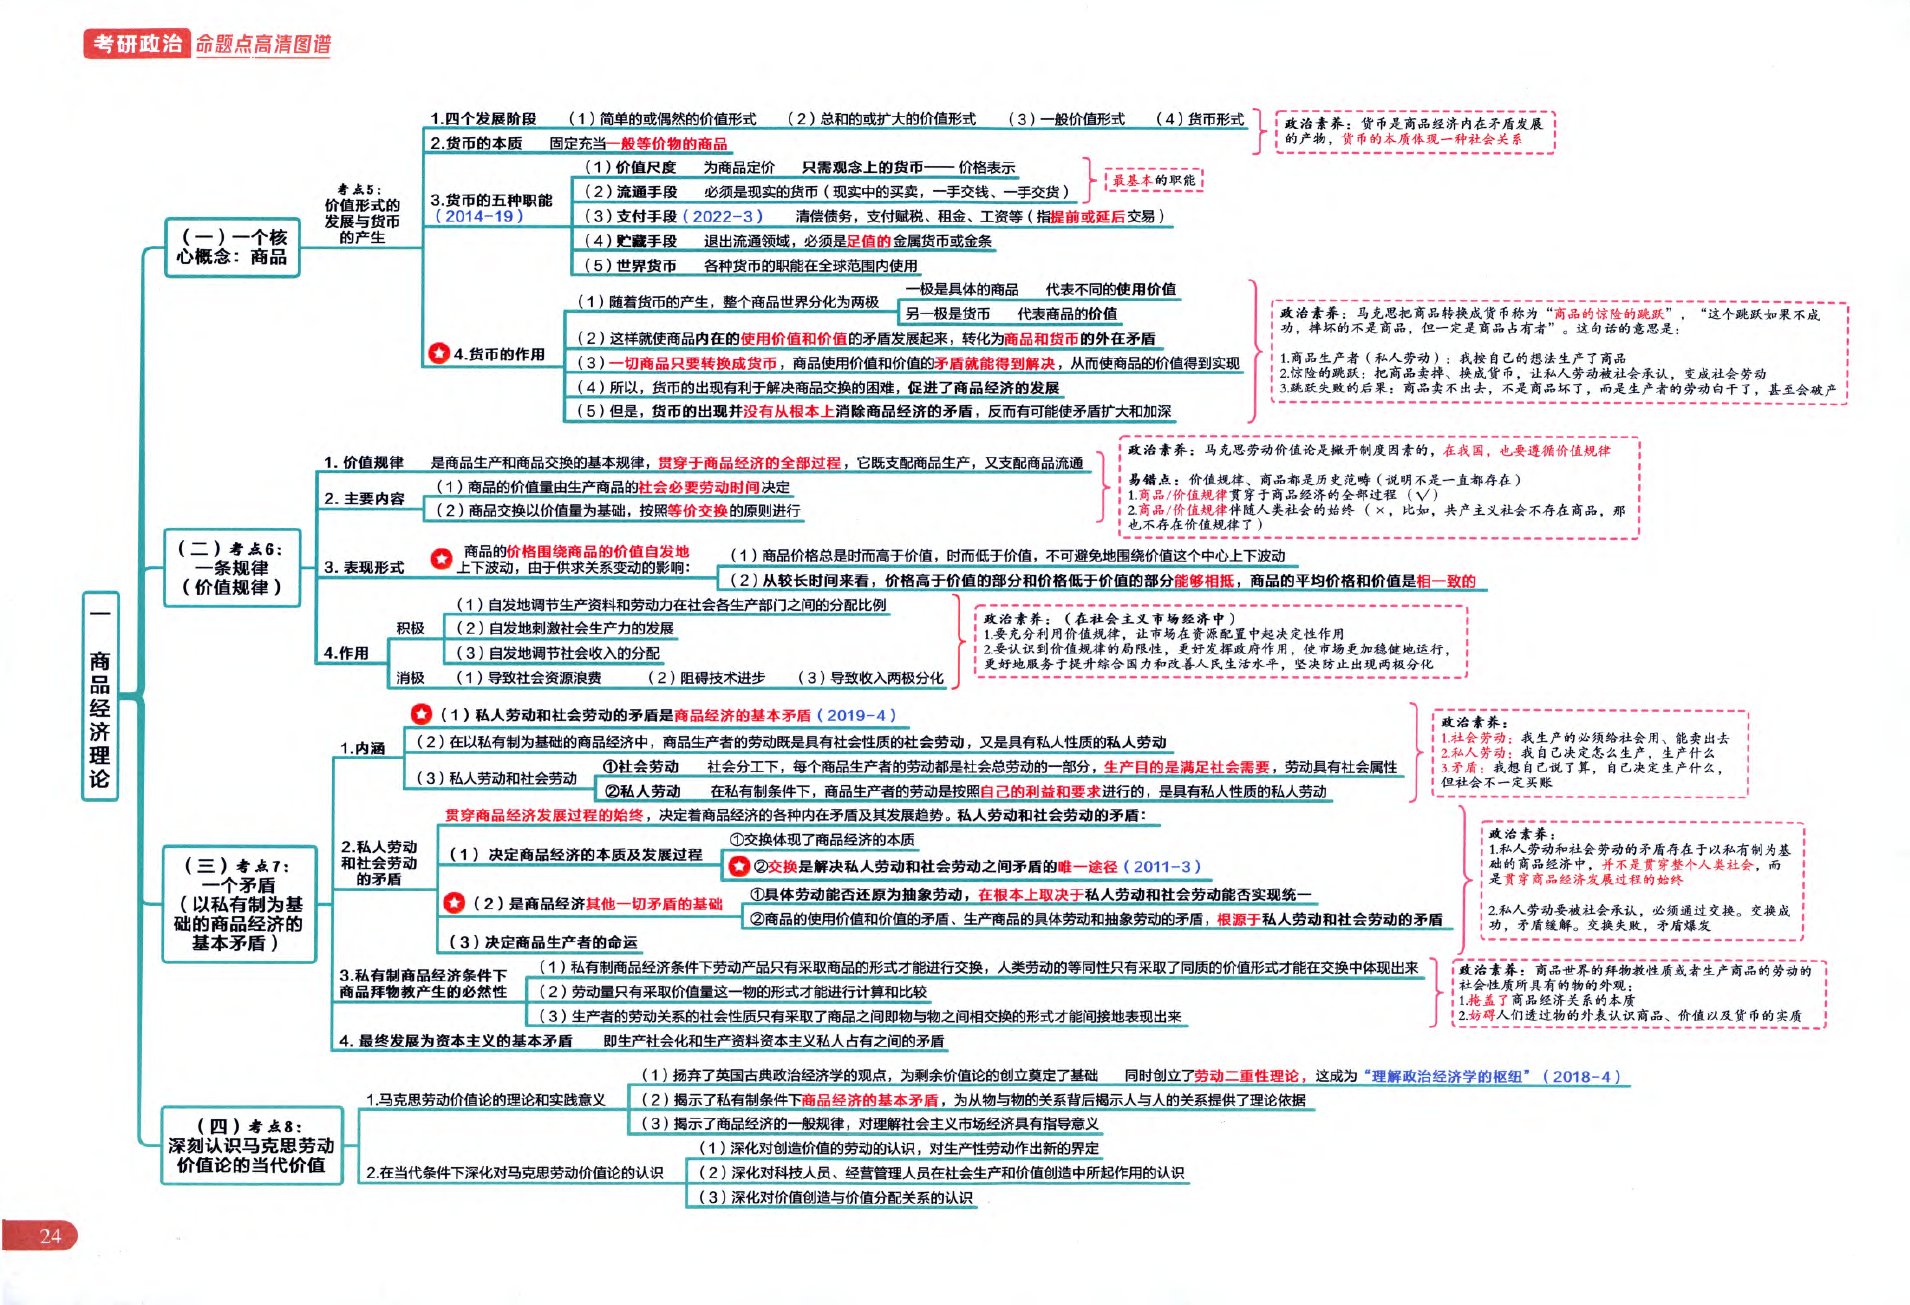 考研政治 命题点高清图谱
一 商品经济理论
(一)一个核
心概念：商品
考点5：
价值形式的
发展与货币
的产生
1.四个发展阶段 (1)简单的或偶然的价值形式 (2)总和的或扩大的价值形式 (3)一般价值形式 (4)货币形式
政治素养：货币是商品经济内在矛盾发展
的产物，货币的本质体现一种社会关系
2.货币的本质 固定充当一般等价物的商品
3.货币的五种职能
(2014-19)
(1)价值尺度 为商品定价 只需观念上的货币—— 价格表示
(2)流通手段 必须是现实的货币(现实中的买卖，一手交钱、一手交货)
最基本的职能
(3)支付手段(2022-3) 清偿债务，支付赋税、租金、工资等(指提前或延后交易)
(4)贮藏手段 退出流通领域，必须是足值的金属货币或金条
(5)世界货币 各种货币的职能在全球范围内使用
4.货币的作用
(1)随着货币的产生，整个商品世界分化为两极
一极是具体的商品 代表不同的使用价值
另一极是货币 代表商品的价值
(2)这样就使商品内在的使用价值和价值的矛盾发展起来，转化为商品和货币的外在矛盾
(3)一切商品只要转换成货币，商品使用价值和价值的矛盾就能得到解决，从而使商品的价值得到实现
(4)所以，货币的出现有利于解决商品交换的困难，促进了商品经济的发展
(5)但是，货币的出现并没有从根本上消除商品经济的矛盾，反而有可能使矛盾扩大和加深
政治素养：马克思把商品转换成货币称为“商品的惊险的跳跃”，“这个跳跃如果不成
功，摔坏的不是商品，但一定是商品占有者”。这句话的意思是：
1.商品生产者(私人劳动)：我按自己的想法生产了商品
2.惊险的跳跃：把商品卖掉、换成货币，让私人劳动被社会承认，变成社会劳动
3.跳跃失败的后果：商品卖不出去，不是商品坏了，而是生产者的劳动白干了，甚至会破产
(二)考点6：
一条规律
(价值规律)
1. 价值规律 是商品生产和商品交换的基本规律，贯穿于商品经济的全部过程，它既支配商品生产，又支配商品流通
2. 主要内容
(1)商品的价值量由生产商品的社会必要劳动时间决定
(2)商品交换以价值量为基础，按照等价交换的原则进行
政治素养：马克思劳动价值论是撇开制度因素的，在我国，也要遵循价值规律
易错点：价值规律、商品都是历史范畴(说明不是一直都存在)
1.商品/价值规律贯穿于商品经济的全部过程 (√)
2.商品/价值规律伴随人类社会的始终(×，比如，共产主义社会不存在商品，那
也不存在价值规律了)
3. 表现形式
商品的价格围绕商品的价值自发地
上下波动，由于供求关系变动的影响：
(1)商品价格总是时而高于价值，时而低于价值，不可避免地围绕价值这个中心上下波动
(2)从较长时间来看，价格高于价值的部分和价格低于价值的部分能够相抵，商品的平均价格和价值是相一致的
4.作用
积极
(1)自发地调节生产资料和劳动力在社会各生产部门之间的分配比例
(2)自发地刺激社会生产力的发展
(3)自发地调节社会收入的分配
消极 (1)导致社会资源浪费 (2)阻碍技术进步 (3)导致收入两极分化
政治素养：(在社会主义市场经济中)
1.要充分利用价值规律，让市场在资源配置中起决定性作用
2.要认识到价值规律的局限性，更好发挥政府作用，使市场更加稳健地运行，
更好地服务于提升综合国力和改善人民生活水平，坚决防止出现两极分化
(三)考点7：
一个矛盾
(以私有制为基
础的商品经济的
基本矛盾)
1.内涵
(1)私人劳动和社会劳动的矛盾是商品经济的基本矛盾(2019-4)
(2)在以私有制为基础的商品经济中，商品生产者的劳动既是具有社会性质的社会劳动，又是具有私人性质的私人劳动
(3)私人劳动和社会劳动
①社会劳动 社会分工下，每个商品生产者的劳动都是社会总劳动的一部分，生产目的是满足社会需要，劳动具有社会属性
②私人劳动 在私有制条件下，商品生产者的劳动是按照自己的利益和要求进行的，是具有私人性质的私人劳动
政治素养：
1.社会劳动：我生产的必须给社会用、能卖出去
2.私人劳动：我自己决定怎么生产，生产什么
3.矛盾：我想自己说了算，自己决定生产什么，
但社会不一定买账
2.私人劳动
和社会劳动
的矛盾
贯穿商品经济发展过程的始终，决定着商品经济的各种内在矛盾及其发展趋势。私人劳动和社会劳动的矛盾：
(1) 决定商品经济的本质及发展过程
①交换体现了商品经济的本质
②交换是解决私人劳动和社会劳动之间矛盾的唯一途径(2011-3)
(2)是商品经济其他一切矛盾的基础
①具体劳动能否还原为抽象劳动，在根本上取决于私人劳动和社会劳动能否实现统一
②商品的使用价值和价值的矛盾、生产商品的具体劳动和抽象劳动的矛盾，根源于私人劳动和社会劳动的矛盾
(3)决定商品生产者的命运
政治素养：
1.私人劳动和社会劳动的矛盾存在于以私有制为基
础的商品经济中，并不是贯穿整个人类社会，而
是贯穿商品经济发展过程的始终
2.私人劳动要被社会承认，必须通过交换。交换成
功，矛盾缓解。交换失败，矛盾爆发
3.私有制商品经济条件下
商品拜物教产生的必然性
(1)私有制商品经济条件下劳动产品只有采取商品的形式才能进行交换，人类劳动的等同性只有采取了同质的价值形式才能在交换中体现出来
(2)劳动量只有采取价值量这一物的形式才能进行计算和比较
(3)生产者的劳动关系的社会性质只有采取了商品之间即物与物之间相交换的形式才能间接地表现出来
政治素养：商品世界的拜物教性质或者生产商品的劳动的
社会性质所具有的物的外观：
1.掩盖了商品经济关系的本质
2.妨碍人们透过物的外表认识商品、价值以及货币的实质
4. 最终发展为资本主义的基本矛盾 即生产社会化和生产资料资本主义私人占有之间的矛盾
(四)考点8：
深刻认识马克思劳动
价值论的当代价值
1.马克思劳动价值论的理论和实践意义
(1)扬弃了英国古典政治经济学的观点，为剩余价值论的创立奠定了基础 同时创立了劳动二重性理论，这成为“理解政治经济学的枢纽”(2018-4)
(2)揭示了私有制条件下商品经济的基本矛盾，为从物与物的关系背后揭示人与人的关系提供了理论依据
(3)揭示了商品经济的一般规律，对理解社会主义市场经济具有指导意义
2.在当代条件下深化对马克思劳动价值论的认识
(1)深化对创造价值的劳动的认识，对生产性劳动作出新的界定
(2)深化对科技人员、经营管理人员在社会生产和价值创造中所起作用的认识
(3)深化对价值创造与价值分配关系的认识
24